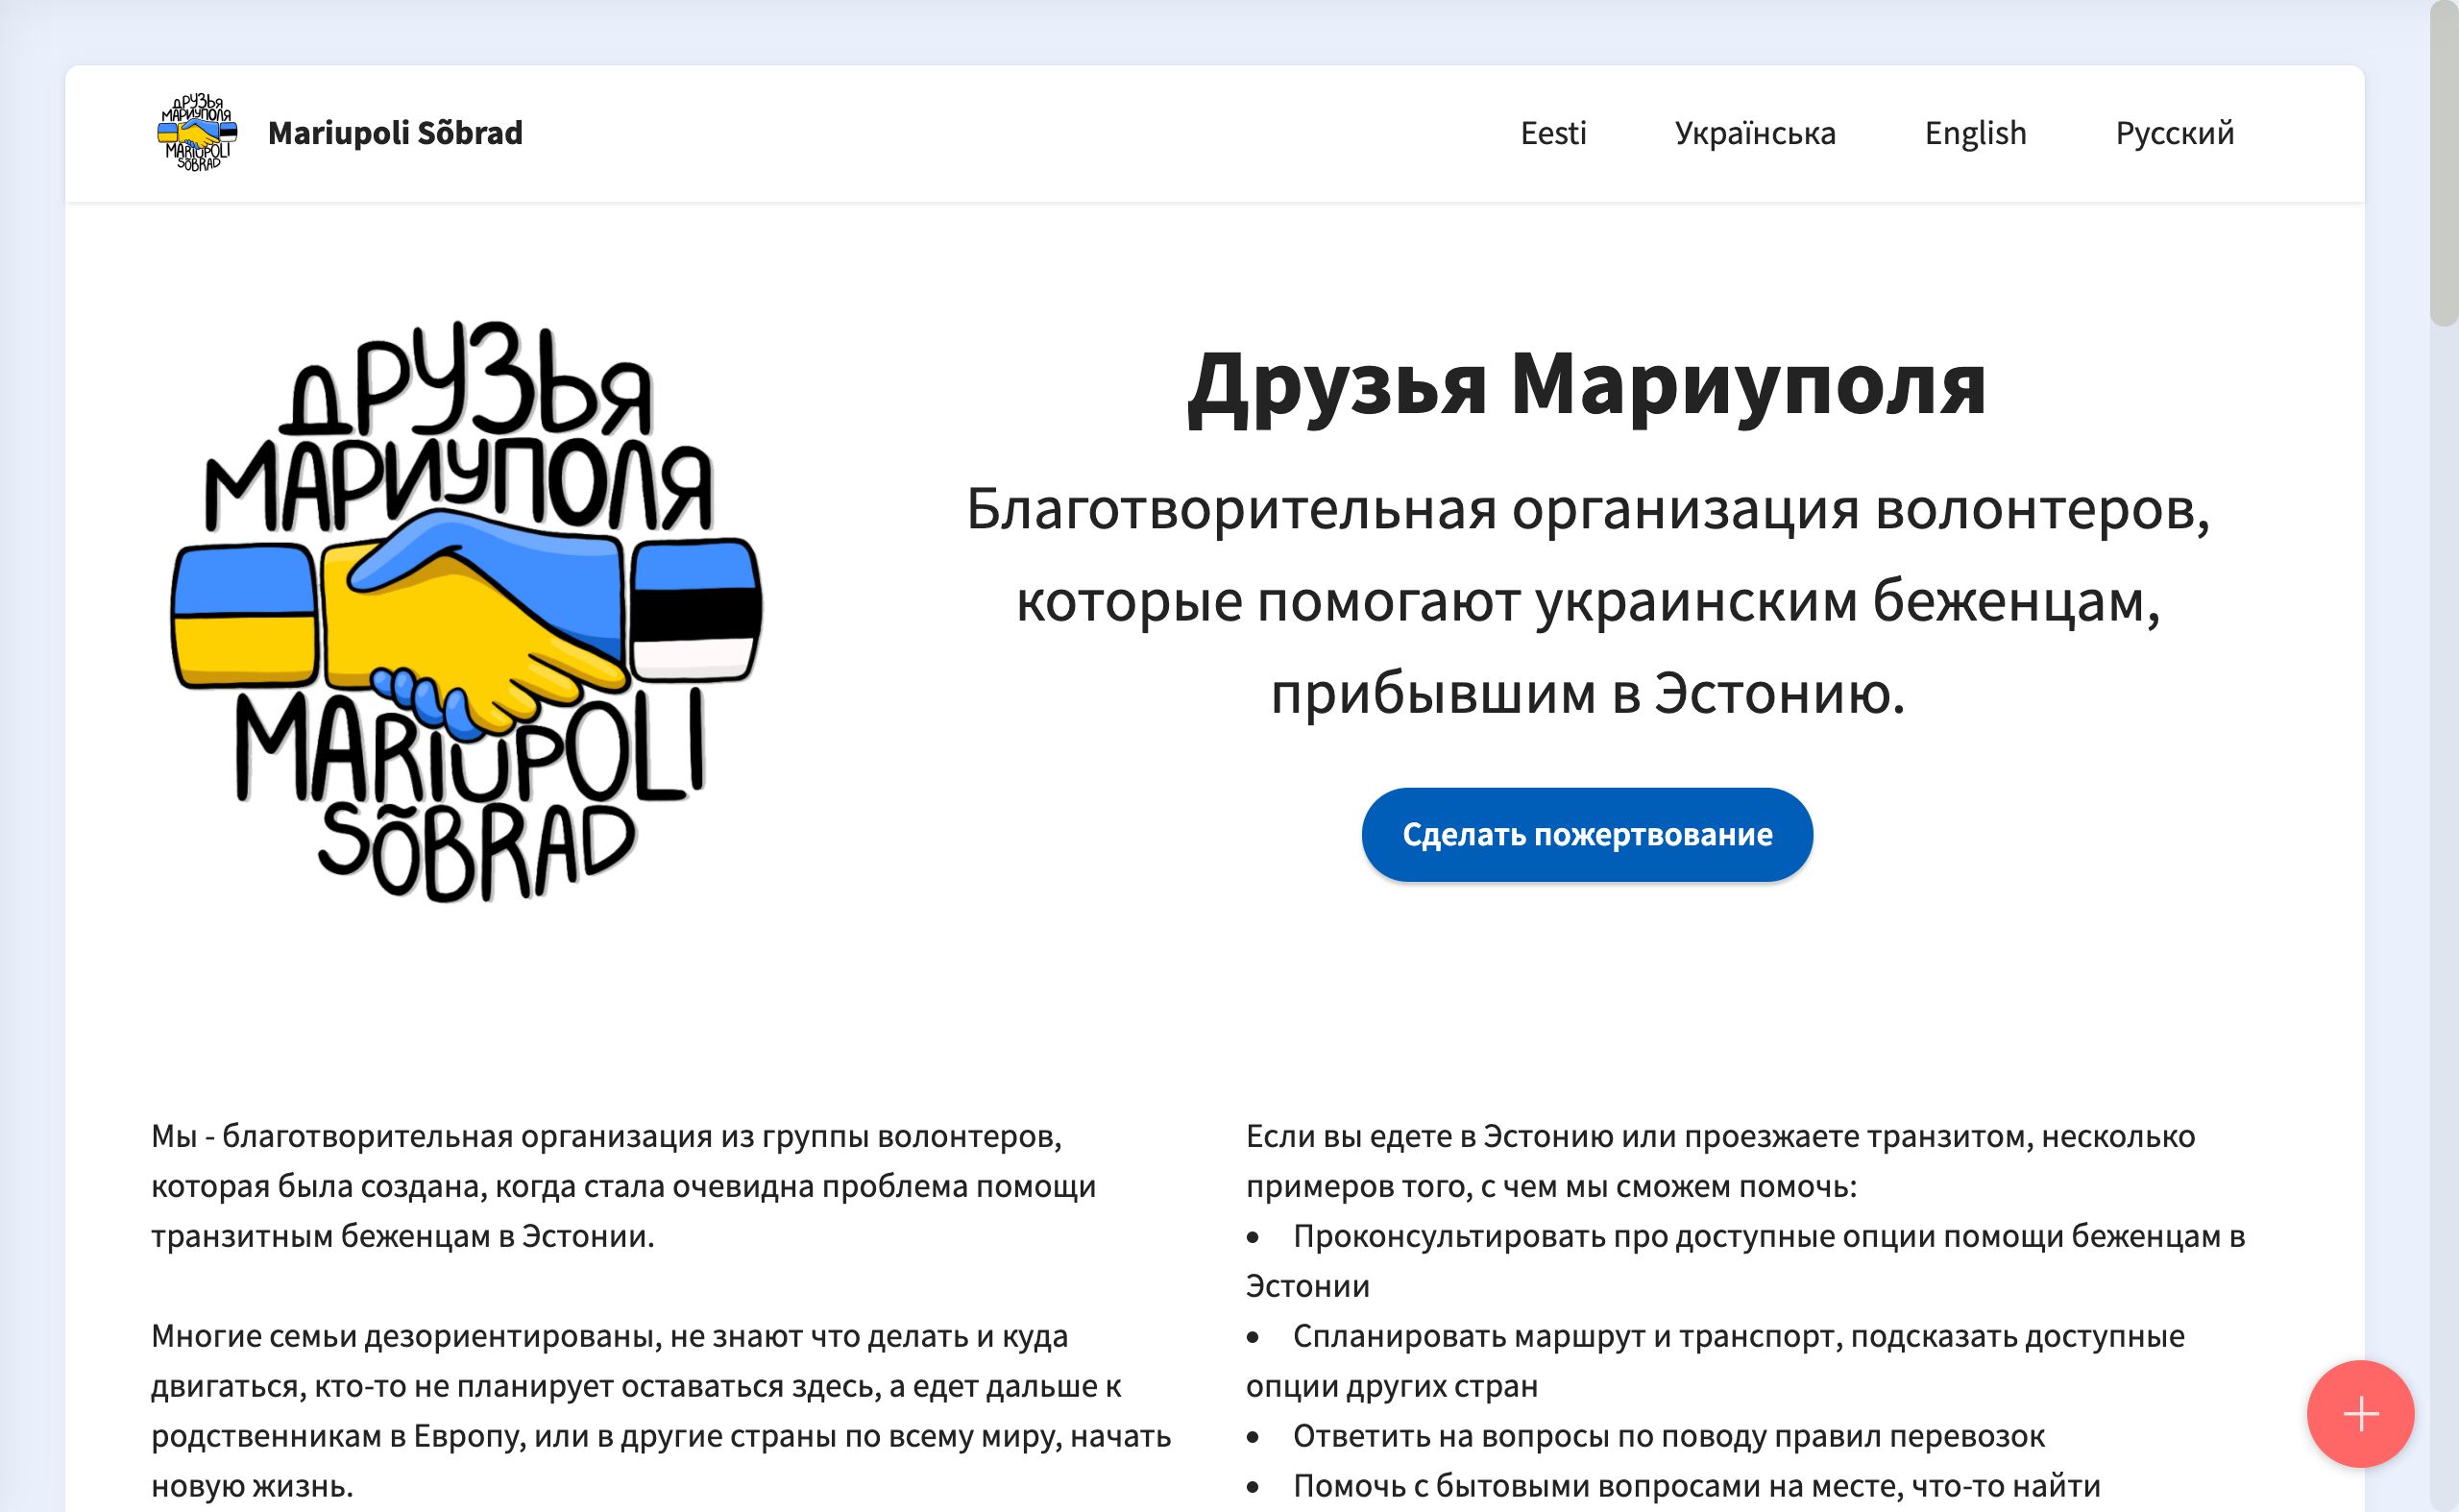 ДРУЗЬЯ
МАРИУПОЛЯ
MARIUPOLI
SÕBRAD
Mariupoli Sõbrad
Eesti
Українська
English
Русский
ДРУЗЬЯ
МАРИУПОЛЯ
MARIUPOLI
SÕBRAD
Друзья Мариуполя
Благотворительная организация волонтеров,
которые помогают украинским беженцам,
прибывшим в Эстонию.
Сделать пожертвование
Мы - благотворительная организация из группы волонтеров,
которая была создана, когда стала очевидна проблема помощи
транзитным беженцам в Эстонии.
Многие семьи дезориентированы, не знают что делать и куда
двигаться, кто-то не планирует оставаться здесь, а едет дальше к
родственникам в Европу, или в другие страны по всему миру, начать
новую жизнь.
Если вы едете в Эстонию или проезжаете транзитом, несколько
примеров того, с чем мы сможем помочь:
• Проконсультировать про доступные опции помощи беженцам в
Эстонии
• Спланировать маршрут и транспорт, подсказать доступные
опции других стран
• Ответить на вопросы по поводу правил перевозок
• Помочь с бытовыми вопросами на месте, что-то найти